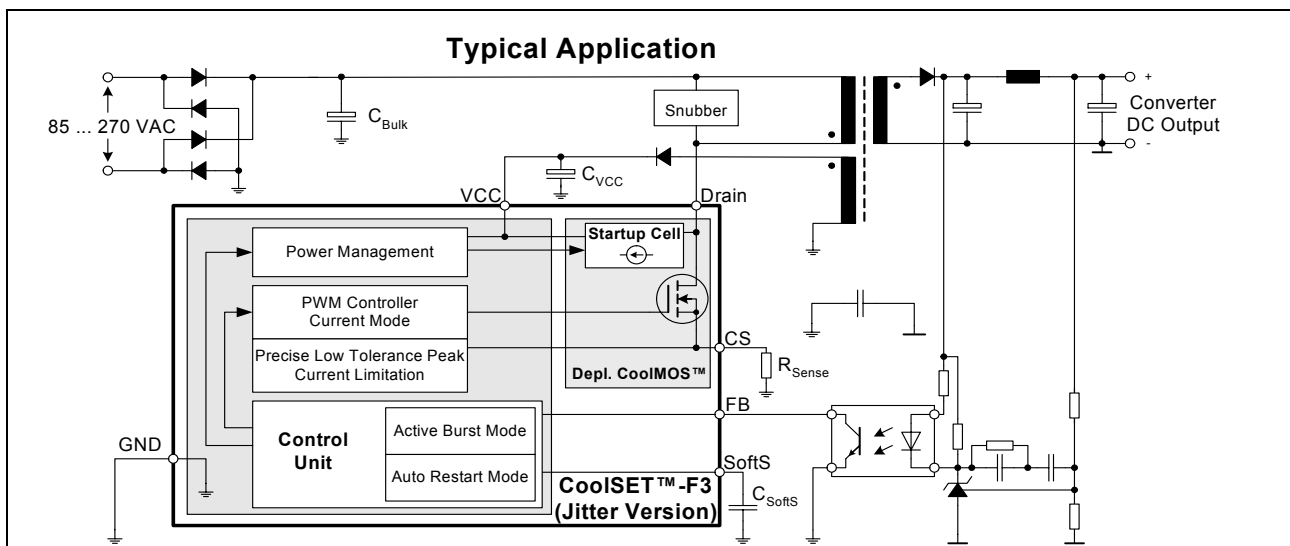 Typical Application
85 ... 270 VAC
CBulk
Snubber
+
Converter
DC Output
-
CVCC
VCC
Drain
Power Management
Startup Cell
PWM Controller
Current Mode
Precise Low Tolerance Peak
Current Limitation
Depl. CoolMOS™
CS
RSense
FB
GND
Control
Unit
Active Burst Mode
Auto Restart Mode
SoftS
CoolSET™-F3
(Jitter Version)
CSoftS